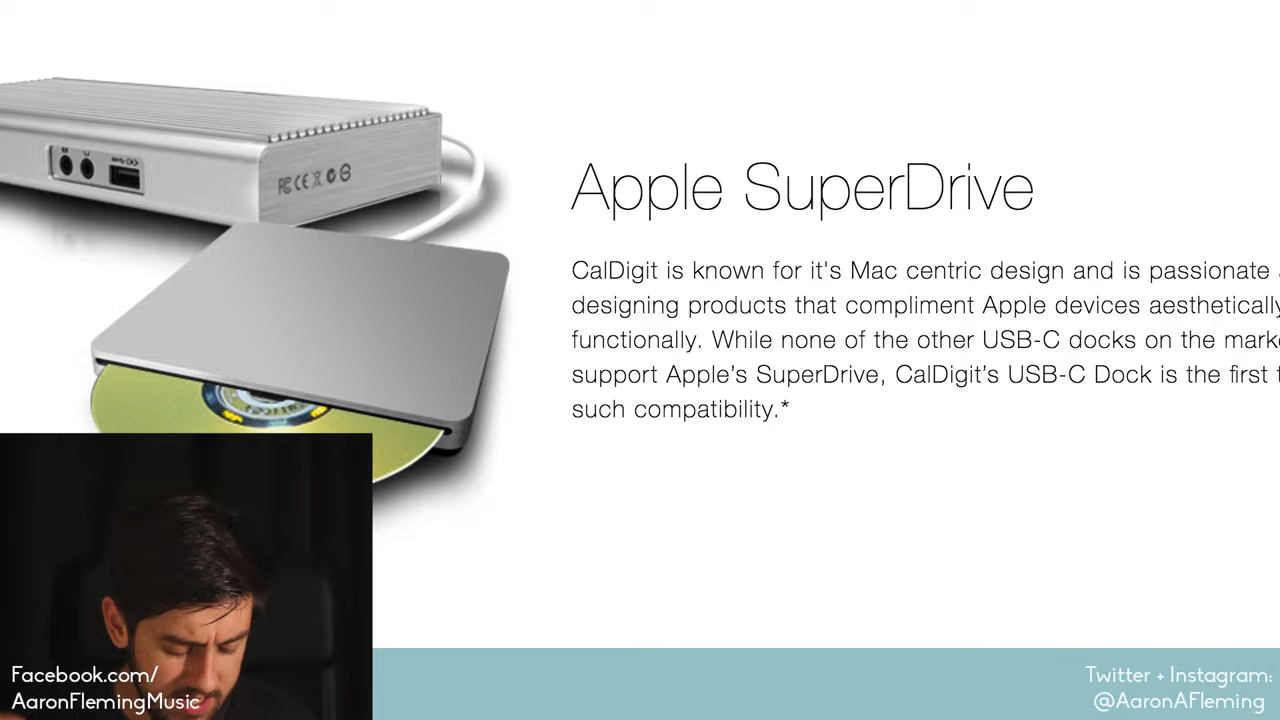 Apple SuperDrive
CalDigit is known for it's Mac centric design and is passionate
designing products that compliment Apple devices aesthetically
functionally. While none of the other USB-C docks on the
support Apple’s SuperDrive, CalDigit’s USB-C Dock is the first
such compatibility.*
Facebook.com/
AaronFlemingMusic
Twitter + Instagram:
@AaronAFleming